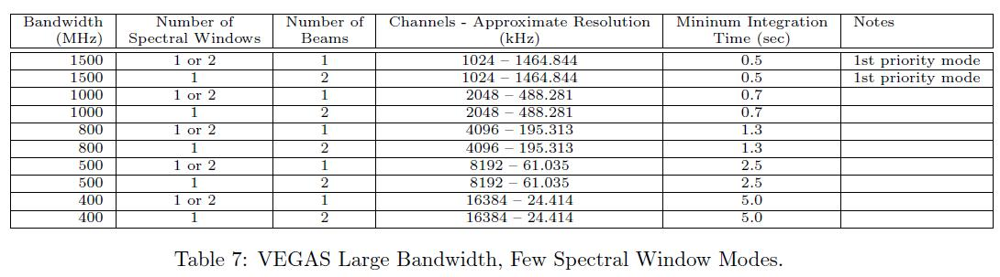 Bandwidth (MHz) Number of Spectral Windows Number of Beams Channels - Approximate Resolution (kHz) Mininum Integration Time (sec) Notes
1500 1 or 2 1 1024 – 1464.844 0.5 1st priority mode
1500 1 2 1024 – 1464.844 0.5 1st priority mode
1000 1 or 2 1 2048 – 488.281 0.7
1000 1 2 2048 – 488.281 0.7
800 1 or 2 1 4096 – 195.313 1.3
800 1 2 4096 – 195.313 1.3
500 1 or 2 1 8192 – 61.035 2.5
500 1 2 8192 – 61.035 2.5
400 1 or 2 1 16384 – 24.414 5.0
400 1 2 16384 – 24.414 5.0
Table 7: VEGAS Large Bandwidth, Few Spectral Window Modes.